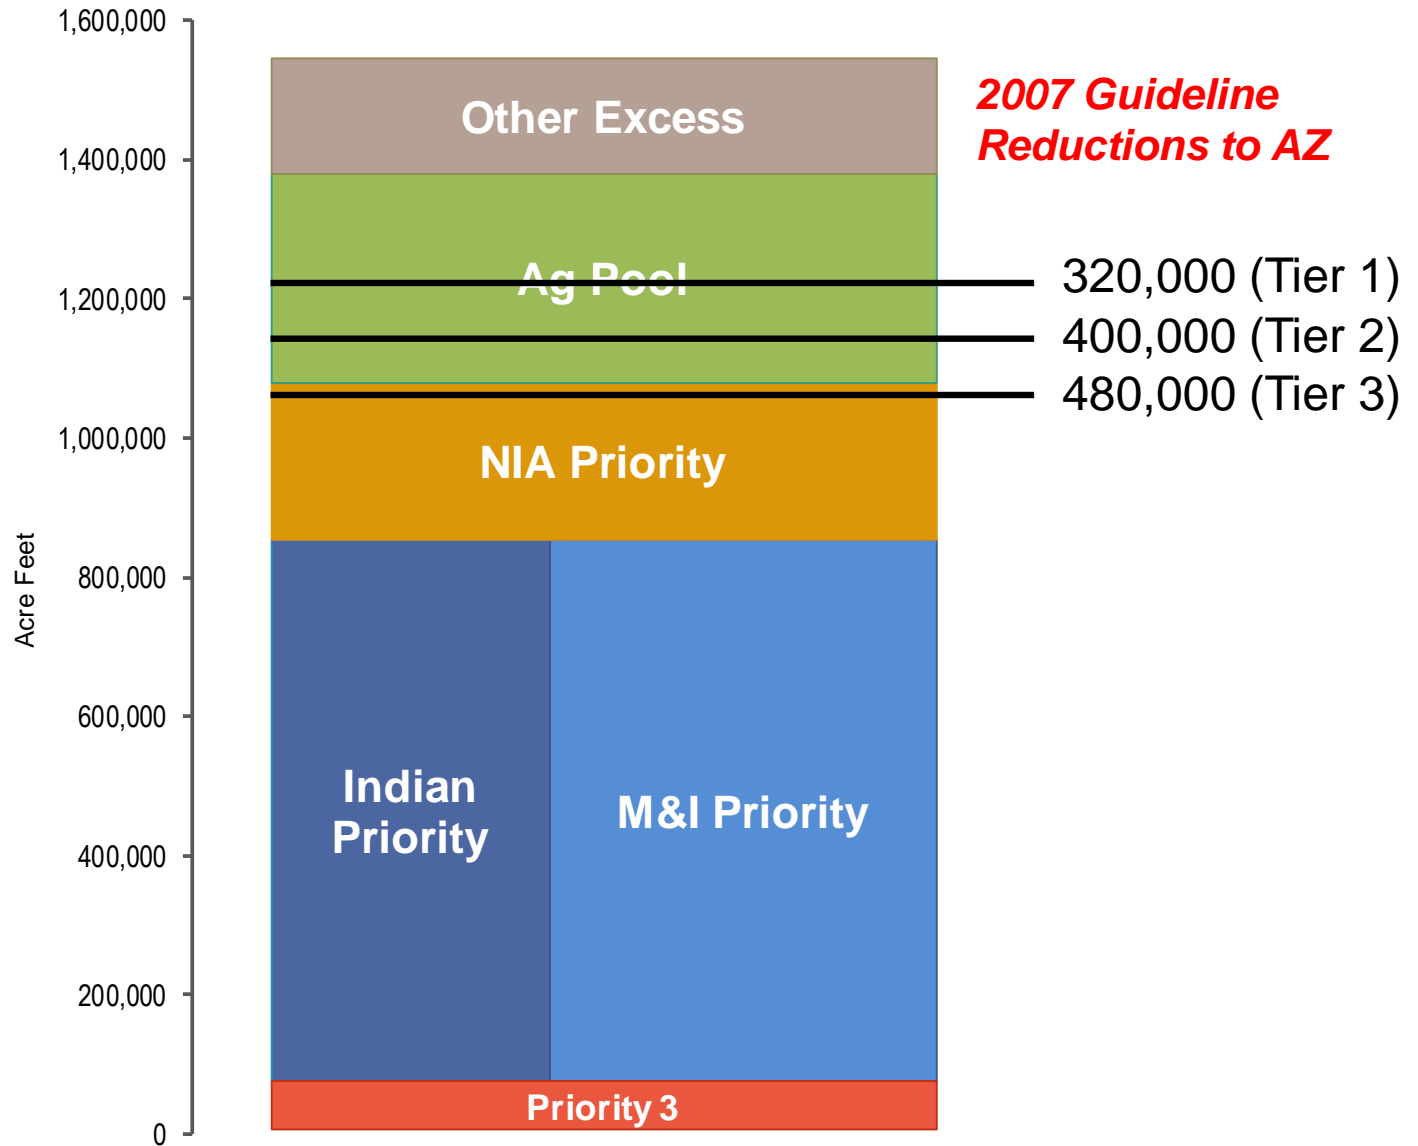 1,600,000
Other Excess
2007 Guideline
Reductions to AZ
1,400,000
Ag Pool
320,000 (Tier 1)
1,200,000
400,000 (Tier 2)
480,000 (Tier 3)
1,000,000
NIA Priority
Acre Feet
800,000
600,000
Indian
Priority
M&I Priority
400,000
200,000
Priority 3
0